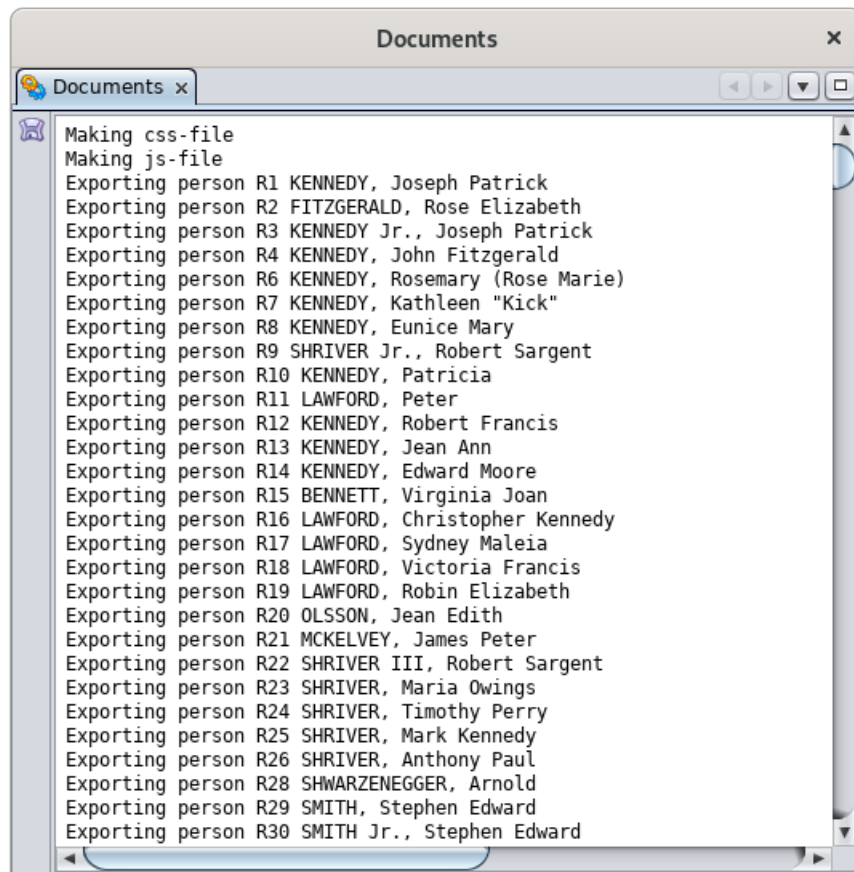 Documents
Documents
Making css-file
Making js-file
Exporting person R1 KENNEDY, Joseph Patrick
Exporting person R2 FITZGERALD, Rose Elizabeth
Exporting person R3 KENNEDY Jr., Joseph Patrick
Exporting person R4 KENNEDY, John Fitzgerald
Exporting person R6 KENNEDY, Rosemary (Rose Marie)
Exporting person R7 KENNEDY, Kathleen "Kick"
Exporting person R8 KENNEDY, Eunice Mary
Exporting person R9 SHRIVER Jr., Robert Sargent
Exporting person R10 KENNEDY, Patricia
Exporting person R11 LAWFORD, Peter
Exporting person R12 KENNEDY, Robert Francis
Exporting person R13 KENNEDY, Jean Ann
Exporting person R14 KENNEDY, Edward Moore
Exporting person R15 BENNETT, Virginia Joan
Exporting person R16 LAWFORD, Christopher Kennedy
Exporting person R17 LAWFORD, Sydney Maleia
Exporting person R18 LAWFORD, Victoria Francis
Exporting person R19 LAWFORD, Robin Elizabeth
Exporting person R20 OLSSON, Jean Edith
Exporting person R21 MCKELVEY, James Peter
Exporting person R22 SHRIVER III, Robert Sargent
Exporting person R23 SHRIVER, Maria Owings
Exporting person R24 SHRIVER, Timothy Perry
Exporting person R25 SHRIVER, Mark Kennedy
Exporting person R26 SHRIVER, Anthony Paul
Exporting person R28 SHWARZENEGGER, Arnold
Exporting person R29 SMITH, Stephen Edward
Exporting person R30 SMITH Jr., Stephen Edward